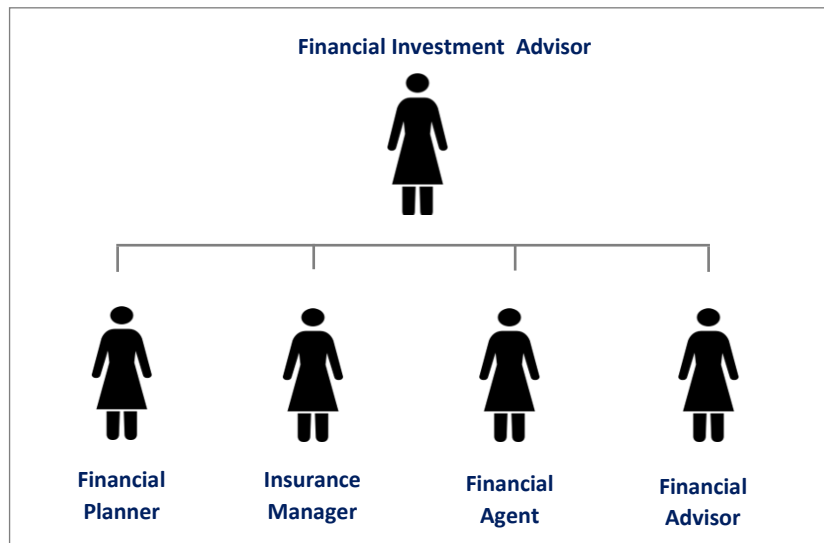 Financial Investment Advisor
Financial
Planner
Insurance
Manager
Financial
Agent
Financial
Advisor